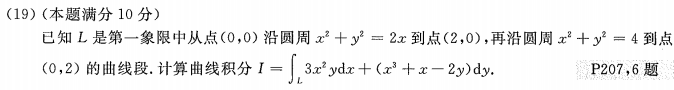 (19)(本题满分 10 分)
已知 L 是第一象限中从点(0,0)沿圆周 x² + y² = 2x 到点(2,0),再沿圆周 x² + y² = 4 到点
(0,2) 的曲线段.计算曲线积分 I = ∫_L 3x²ydx + (x³ + x − 2y)dy. P207,6 题